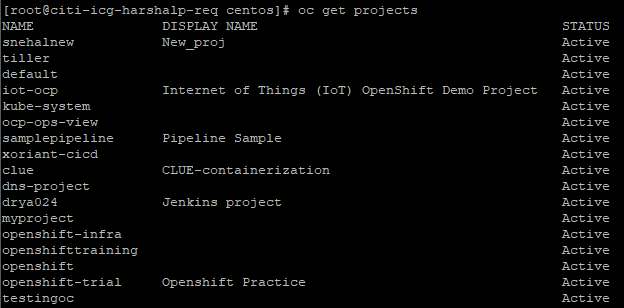 [root@citi-icg-harshalp-req centos]# oc get projects
NAME DISPLAY NAME STATUS
snehalnew New_proj Active
tiller Active
default Active
iot-ocp Internet of Things (IoT) OpenShift Demo Project Active
kube-system Active
ocp-ops-view Active
samplepipeline Pipeline Sample Active
xoriant-cicd Active
clue CLUE-containerization Active
dns-project Active
drya024 Jenkins project Active
myproject Active
openshift-infra Active
openshifttraining Active
openshift Active
openshift-trial Openshift Practice Active
testingoc Active